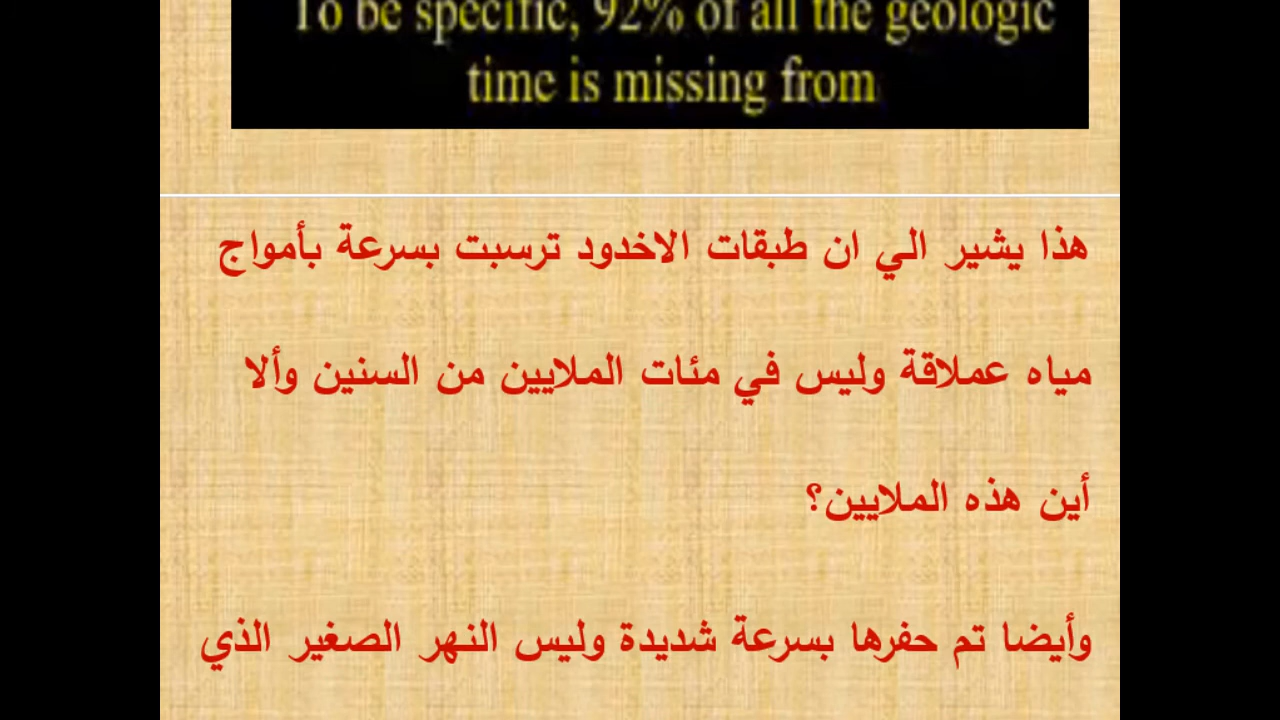 To be specific, 92% of all the geologic
time is missing from
هذا يشير الي ان طبقات الاخدود ترسبت بسرعة بأمواج
مياه عملاقة وليس في مئات الملايين من السنين وألا
أين هذه الملايين؟
وأيضا تم حفرها بسرعة شديدة وليس النهر الصغير الذي